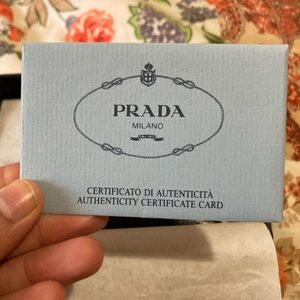 PRADA
MILANO
CERTIFICATO DI AUTENTICITÀ
AUTHENTICITY CERTIFICATE CARD